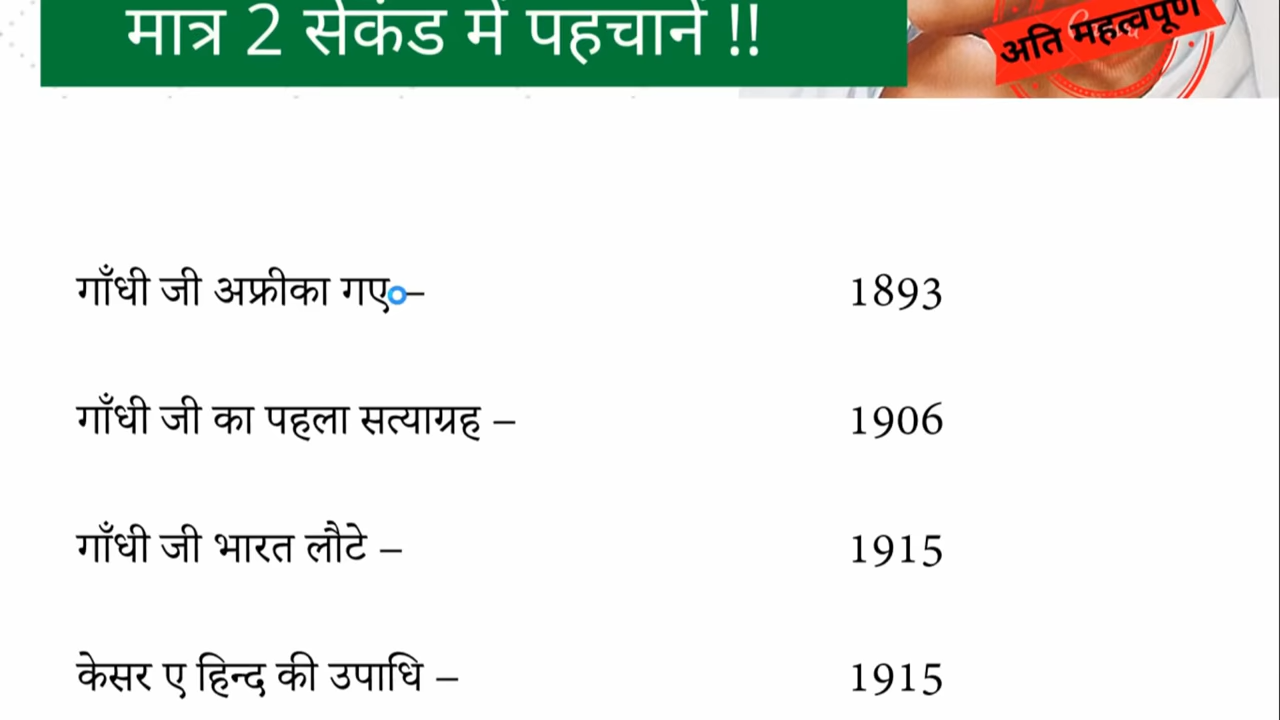 मात्र 2 सेकंड में पहचानें !!
अति महत्वपूर्ण
गाँधी जी अफ्रीका गए – 1893
गाँधी जी का पहला सत्याग्रह – 1906
गाँधी जी भारत लौटे – 1915
केसर ए हिन्द की उपाधि – 1915